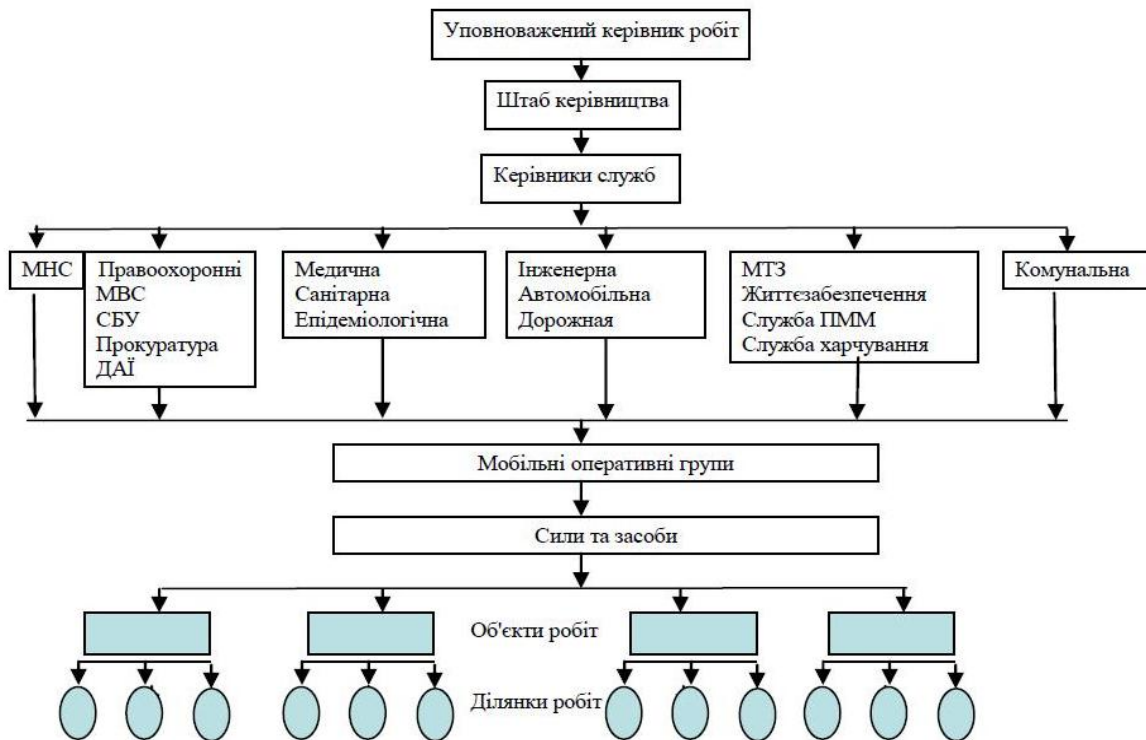 Уповноважений керівник робіт
Штаб керівництва
Керівники служб
МНС
Правоохоронні
МВС
СБУ
Прокуратура
ДАЇ
Медична
Санітарна
Епідеміологічна
Інженерна
Автомобільна
Дорожная
МТЗ
Життєзабезпечення
Служба ПММ
Служба харчування
Комунальна
Мобільні оперативні групи
Сили та засоби
Об'єкти робіт
Ділянки робіт